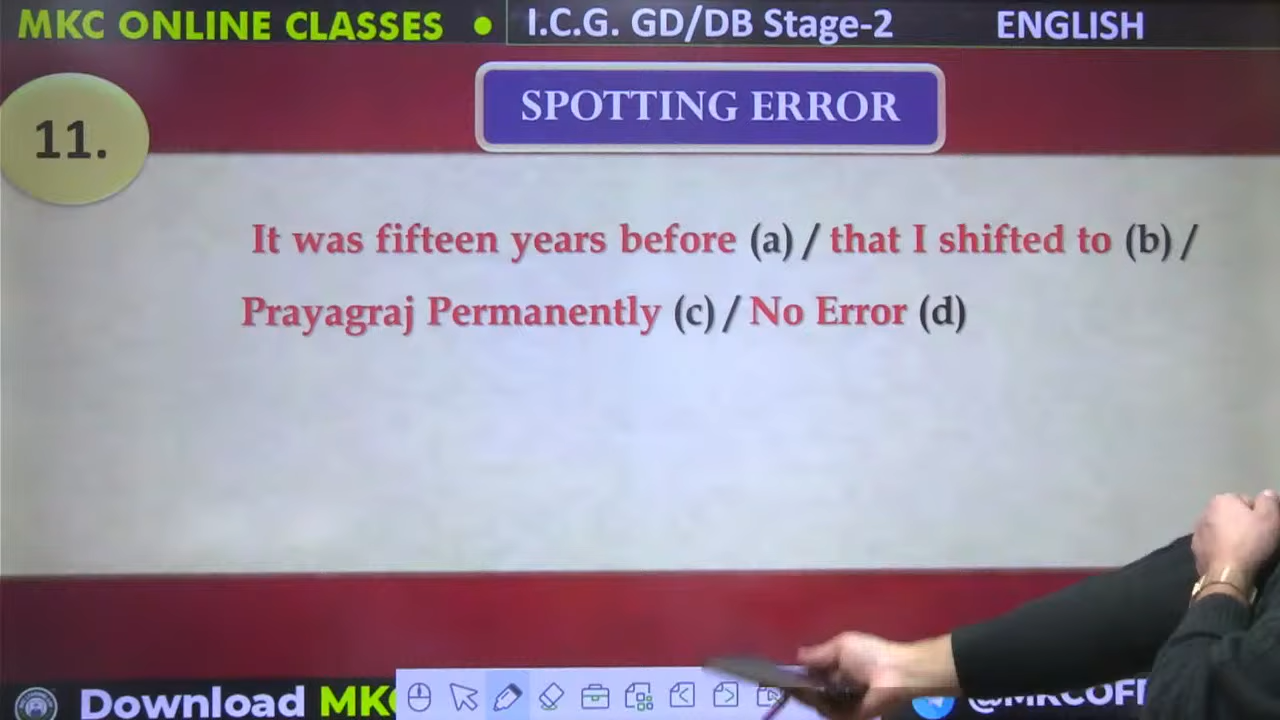 MKC ONLINE CLASSES • I.C.G. GD/DB Stage-2 ENGLISH
11.
SPOTTING ERROR
It was fifteen years before (a) / that I shifted to (b) /
Prayagraj Permanently (c) / No Error (d)
Download MK